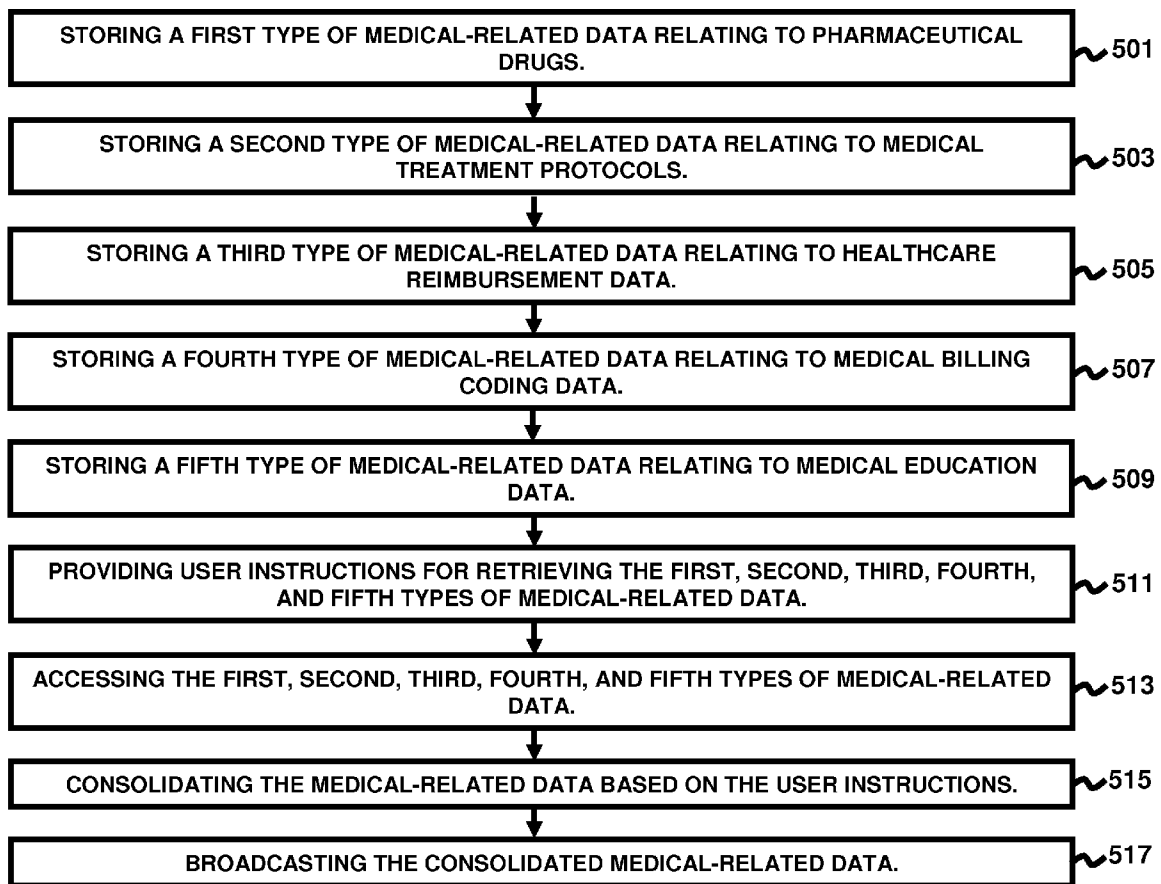 STORING A FIRST TYPE OF MEDICAL-RELATED DATA RELATING TO PHARMACEUTICAL
DRUGS.
501
STORING A SECOND TYPE OF MEDICAL-RELATED DATA RELATING TO MEDICAL
TREATMENT PROTOCOLS.
503
STORING A THIRD TYPE OF MEDICAL-RELATED DATA RELATING TO HEALTHCARE
REIMBURSEMENT DATA.
505
STORING A FOURTH TYPE OF MEDICAL-RELATED DATA RELATING TO MEDICAL BILLING
CODING DATA.
507
STORING A FIFTH TYPE OF MEDICAL-RELATED DATA RELATING TO MEDICAL EDUCATION
DATA.
509
PROVIDING USER INSTRUCTIONS FOR RETRIEVING THE FIRST, SECOND, THIRD, FOURTH,
AND FIFTH TYPES OF MEDICAL-RELATED DATA.
511
ACCESSING THE FIRST, SECOND, THIRD, FOURTH, AND FIFTH TYPES OF MEDICAL-RELATED
DATA.
513
CONSOLIDATING THE MEDICAL-RELATED DATA BASED ON THE USER INSTRUCTIONS.
515
BROADCASTING THE CONSOLIDATED MEDICAL-RELATED DATA.
517